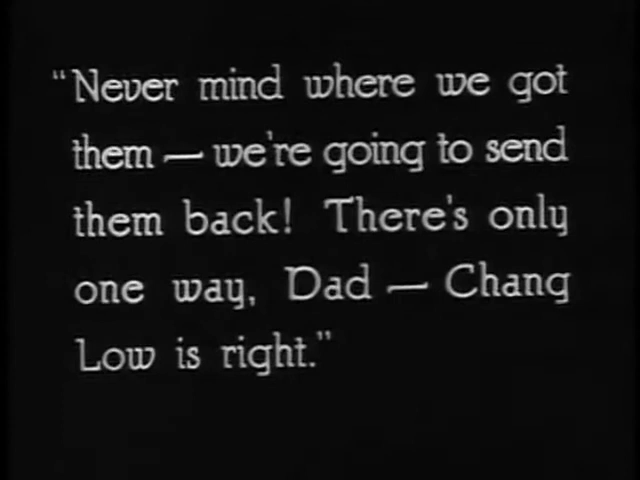 "Never mind where we got
them — we're going to send
them back! There's only
one way, Dad — Chang
Low is right."